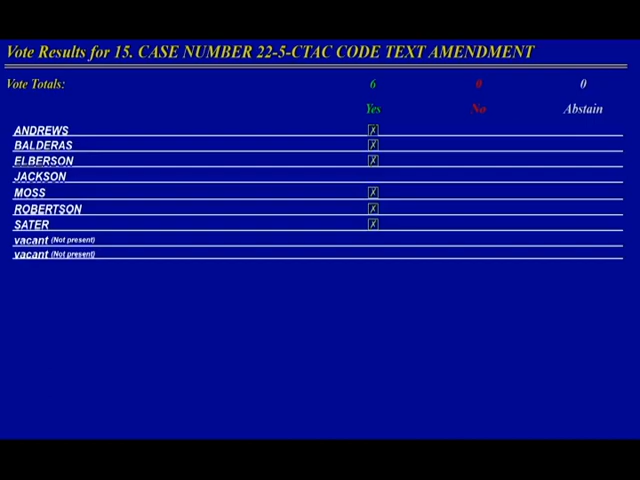 Vote Results for 15. CASE NUMBER 22-5-CTAC CODE TEXT AMENDMENT
Vote Totals: 6 0 0
Yes No Abstain
ANDREWS
BALDERAS
ELBERSON
JACKSON
MOSS
ROBERTSON
SATER
vacant (Not present)
vacant (Not present)